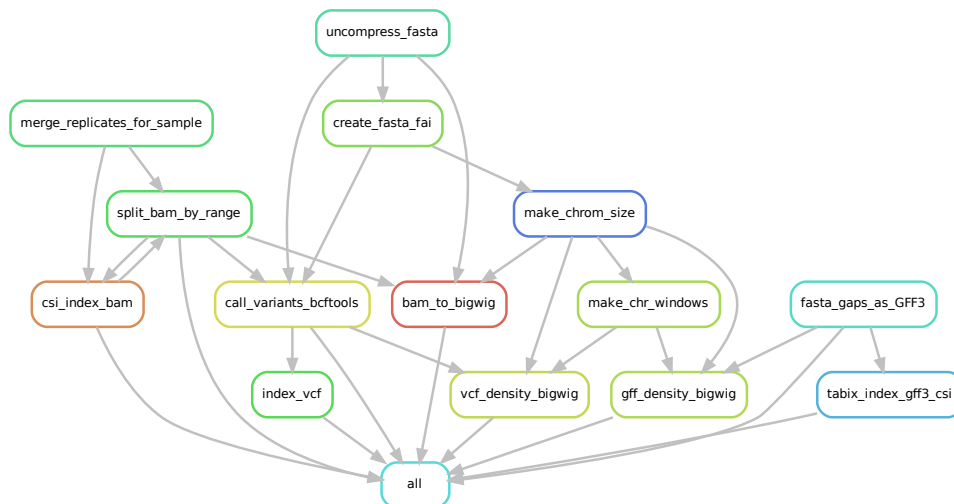 uncompress_fasta
merge_replicates_for_sample
create_fasta_fai
split_bam_by_range
make_chrom_size
csi_index_bam
call_variants_bcftools
bam_to_bigwig
make_chr_windows
fasta_gaps_as_GFF3
index_vcf
vcf_density_bigwig
gff_density_bigwig
tabix_index_gff3_csi
all